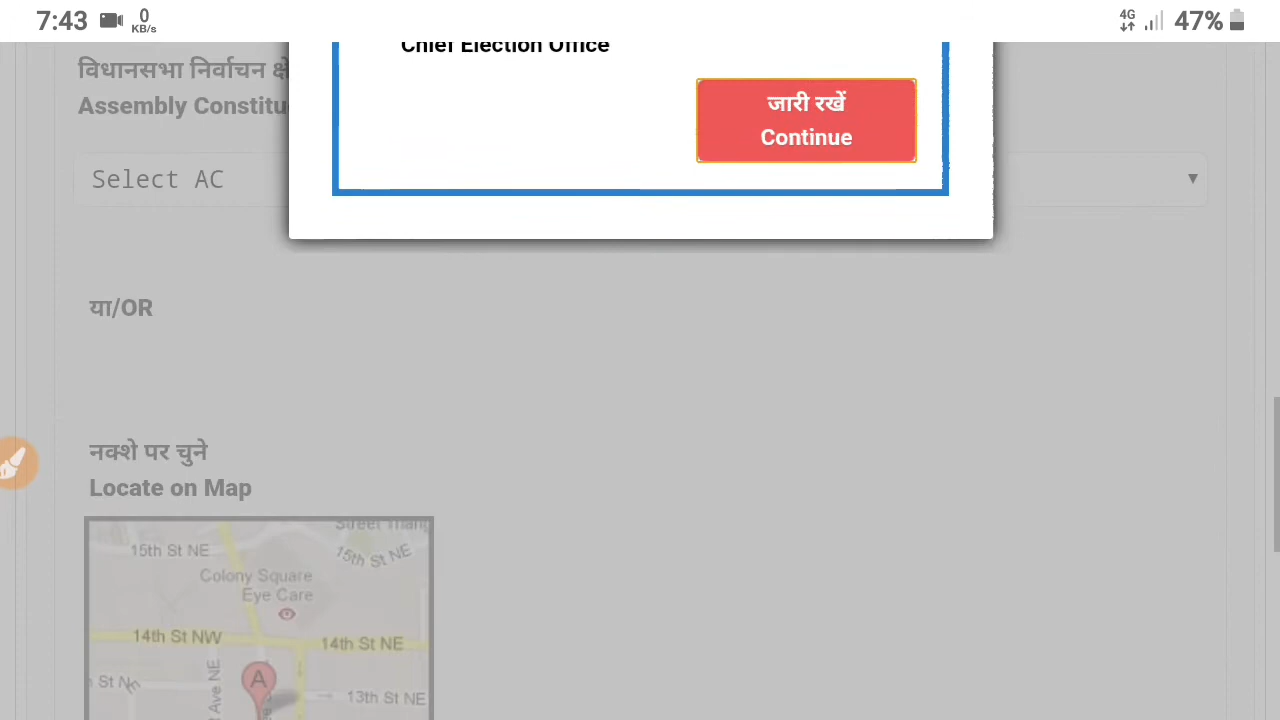 7:43 0 KB/s 4G 47%
Chief Election Office
विधानसभा निर्वाचन क्षे
Assembly Constitu
जारी रखें
Continue
Select AC
या/OR
नक्शे पर चुने
Locate on Map
15th St NE
15th St NE
Colony Square
Eye Care
14th St NW
14th St NE
A
13th St NE